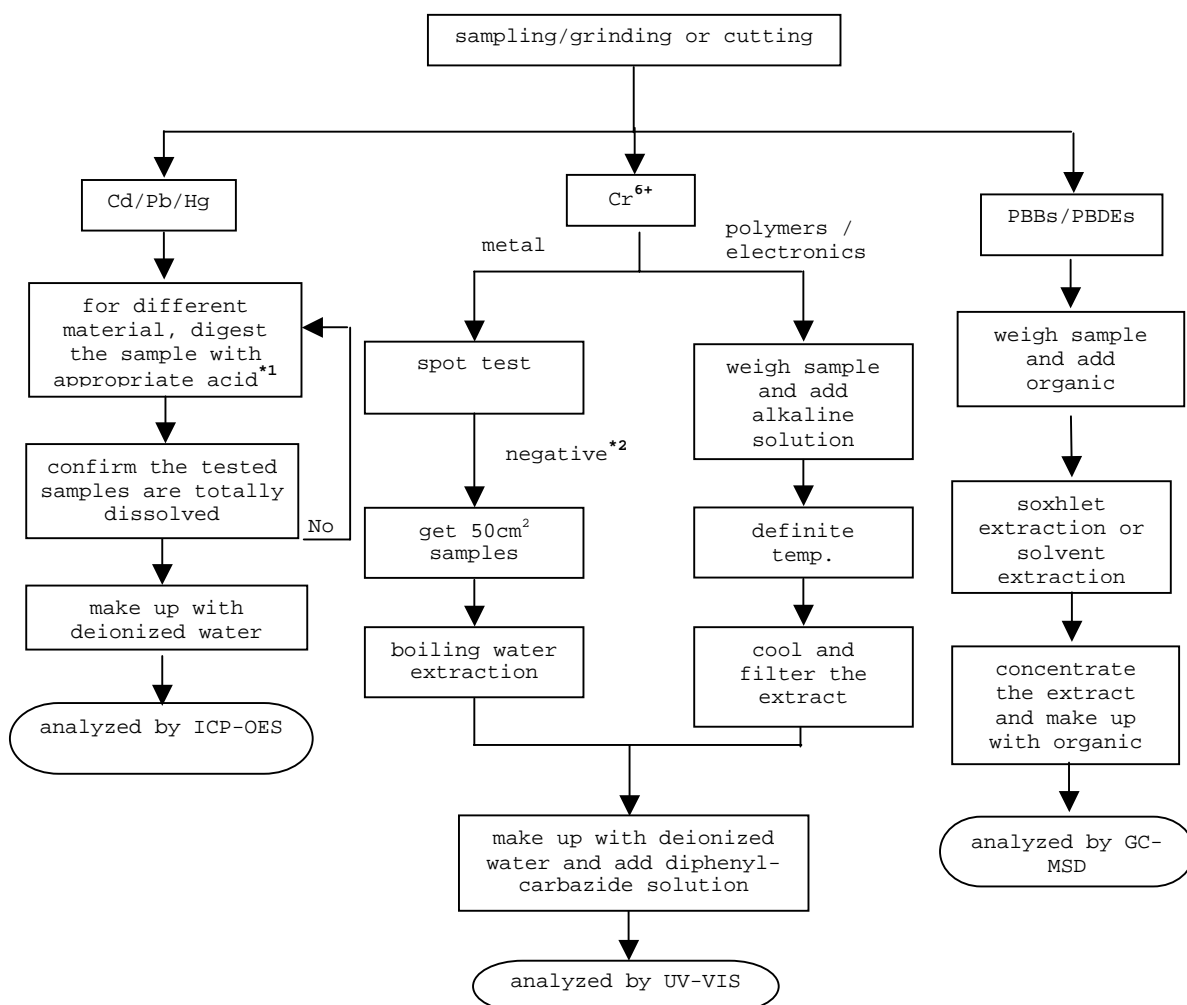 sampling/grinding or cutting
Cd/Pb/Hg
for different
material, digest
the sample with
appropriate acid*1
confirm the tested
samples are totally
dissolved
No
make up with
deionized water
analyzed by ICP-OES
Cr6+
metal
spot test
negative*2
get 50cm2
samples
boiling water
extraction
polymers /
electronics
weigh sample
and add
alkaline
solution
definite
temp.
cool and
filter the
extract
make up with deionized
water and add diphenyl-
carbazide solution
analyzed by UV-VIS
PBBs/PBDEs
weigh sample
and add
organic
soxhlet
extraction or
solvent
extraction
concentrate
the extract
and make up
with organic
analyzed by GC-
MSD